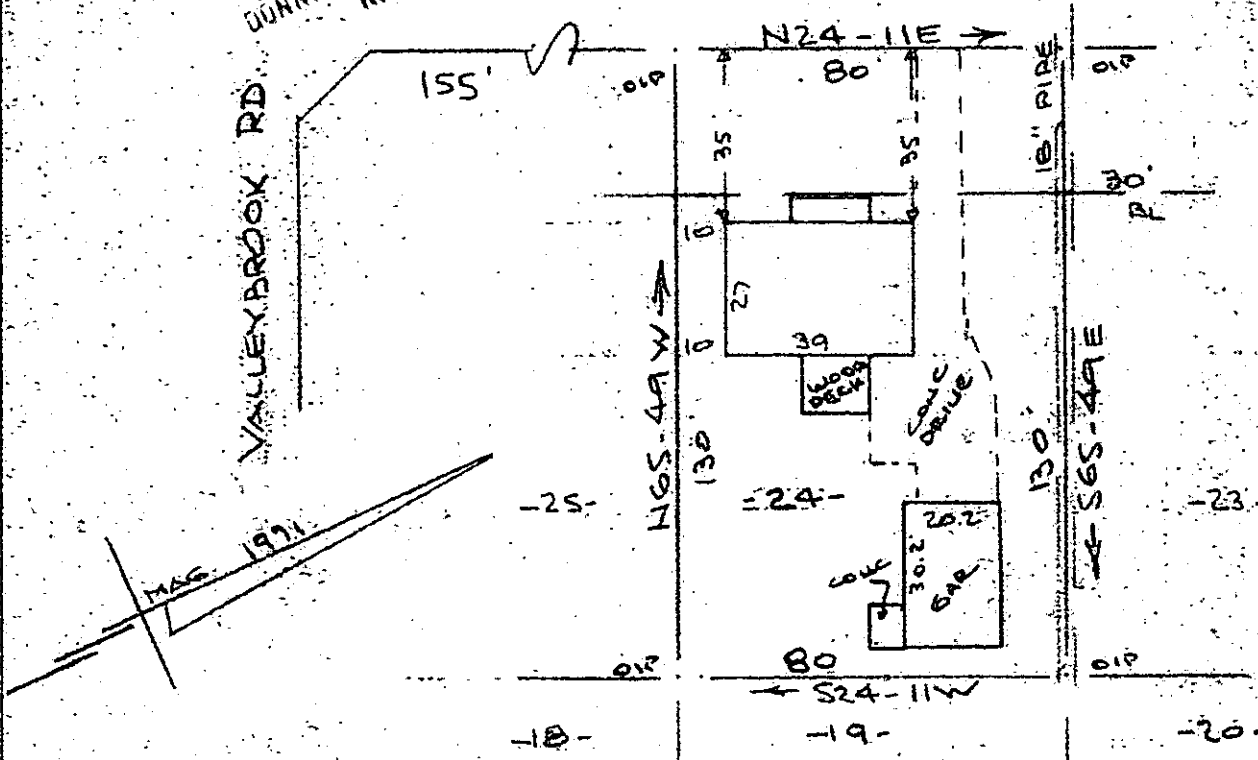 N24-11E
155'
80
OIP
OIP
VALLEYBROOK RD.
18" PIPE
35
35
30'
10
27
10
39
WOOD DECK
CONC DRIVE
N65-49W
130
130'
S65-49E
-25-
-24-
-23-
MAG. 1971
20.2
30.2
GAR
CONC
OIP
80
OIP
S24-11W
-18-
-19-
-20-